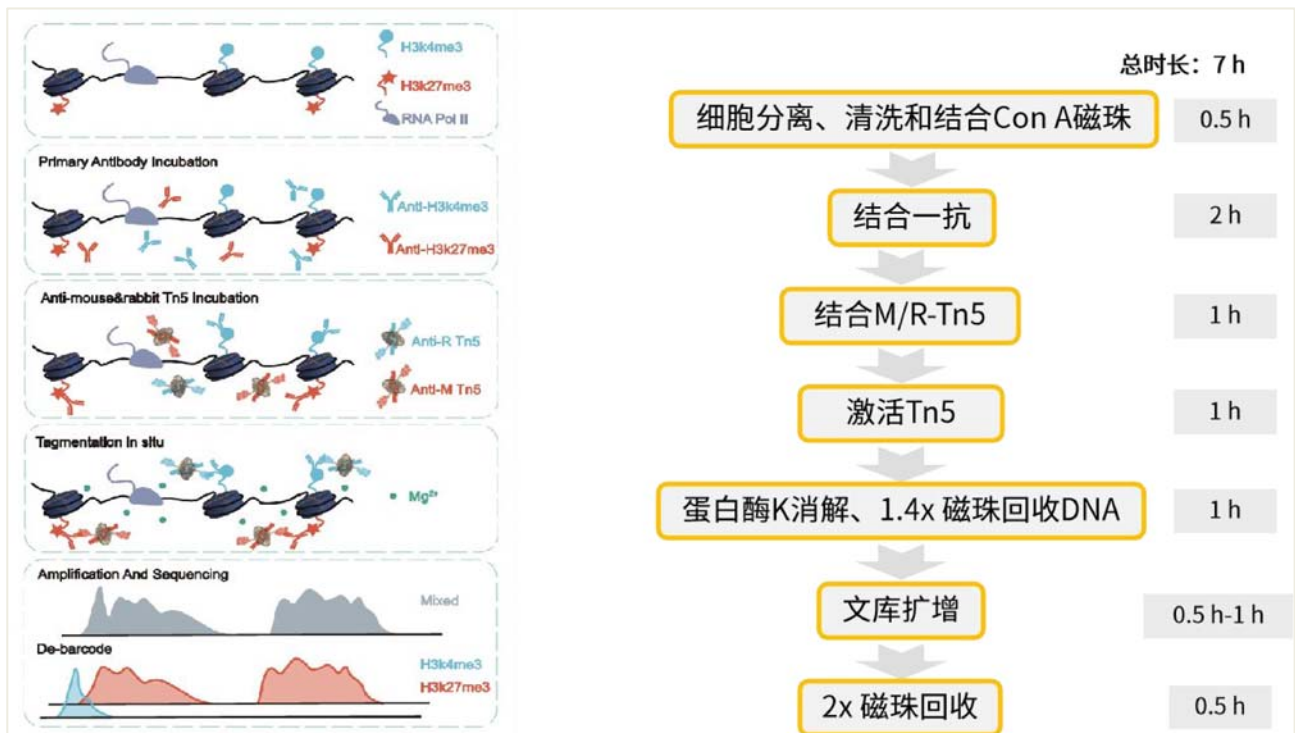 H3k4me3
H3k27me3
RNA Pol II
Primary Antibody Incubation
Anti-H3k4me3
Anti-H3k27me3
Anti-mouse&rabbit Tn5 Incubation
Anti-R Tn5
Anti-M Tn5
Tagmentation In situ
Mg²⁺
Amplification And Sequencing
Mixed
De-barcode
H3k4me3
H3k27me3
总时长：7 h
细胞分离、清洗和结合Con A磁珠
0.5 h
结合一抗
2 h
结合M/R-Tn5
1 h
激活Tn5
1 h
蛋白酶K消解、1.4x 磁珠回收DNA
1 h
文库扩增
0.5 h-1 h
2x 磁珠回收
0.5 h